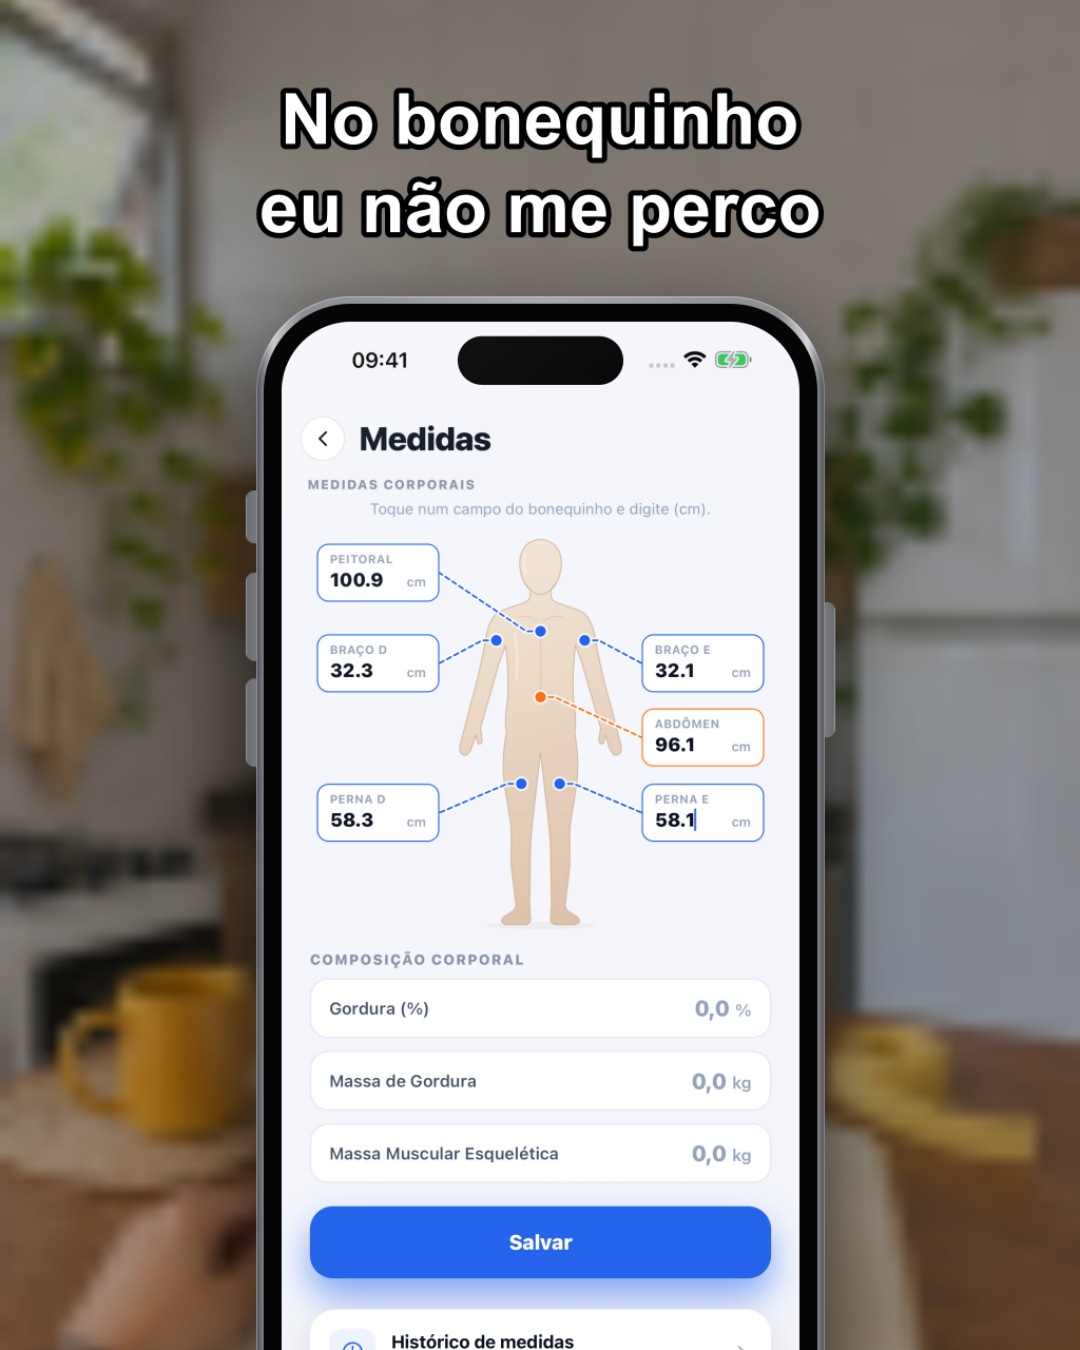 No bonequinho
eu não me perco
09:41
Medidas
MEDIDAS CORPORAIS
Toque num campo do bonequinho e digite (cm).
PEITORAL
100.9 cm
BRAÇO D
32.3 cm
BRAÇO E
32.1 cm
ABDÔMEN
96.1 cm
PERNA D
58.3 cm
PERNA E
58.1 cm
COMPOSIÇÃO CORPORAL
Gordura (%) 0,0 %
Massa de Gordura 0,0 kg
Massa Muscular Esquelética 0,0 kg
Salvar
Histórico de medidas